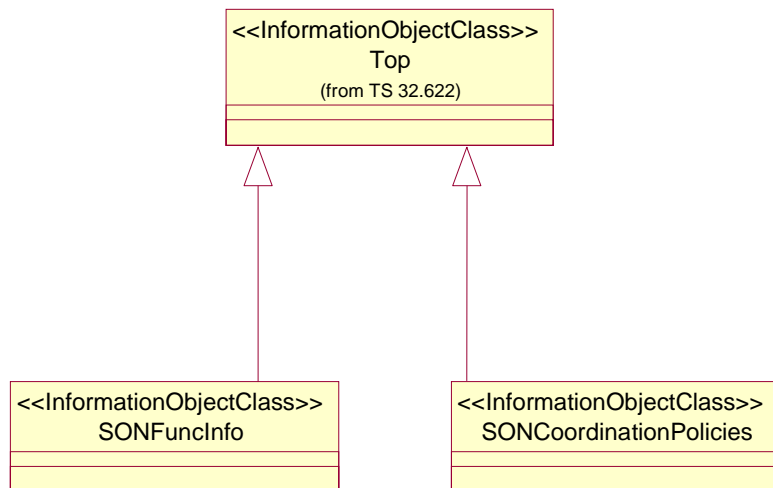 <<InformationObjectClass>>
Top
(from TS 32.622)
<<InformationObjectClass>>
SONFuncInfo
<<InformationObjectClass>>
SONCoordinationPolicies